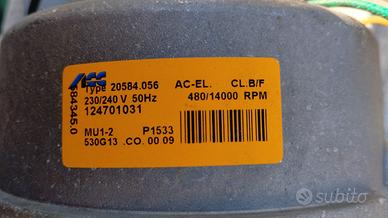 ACC
Type 20584.056 AC-EL. CL.B/F
230/240 V 50Hz 480/14000 RPM
124701031
MU1-2 P1533
530G13 .CO. 00 09
484345.0
subito